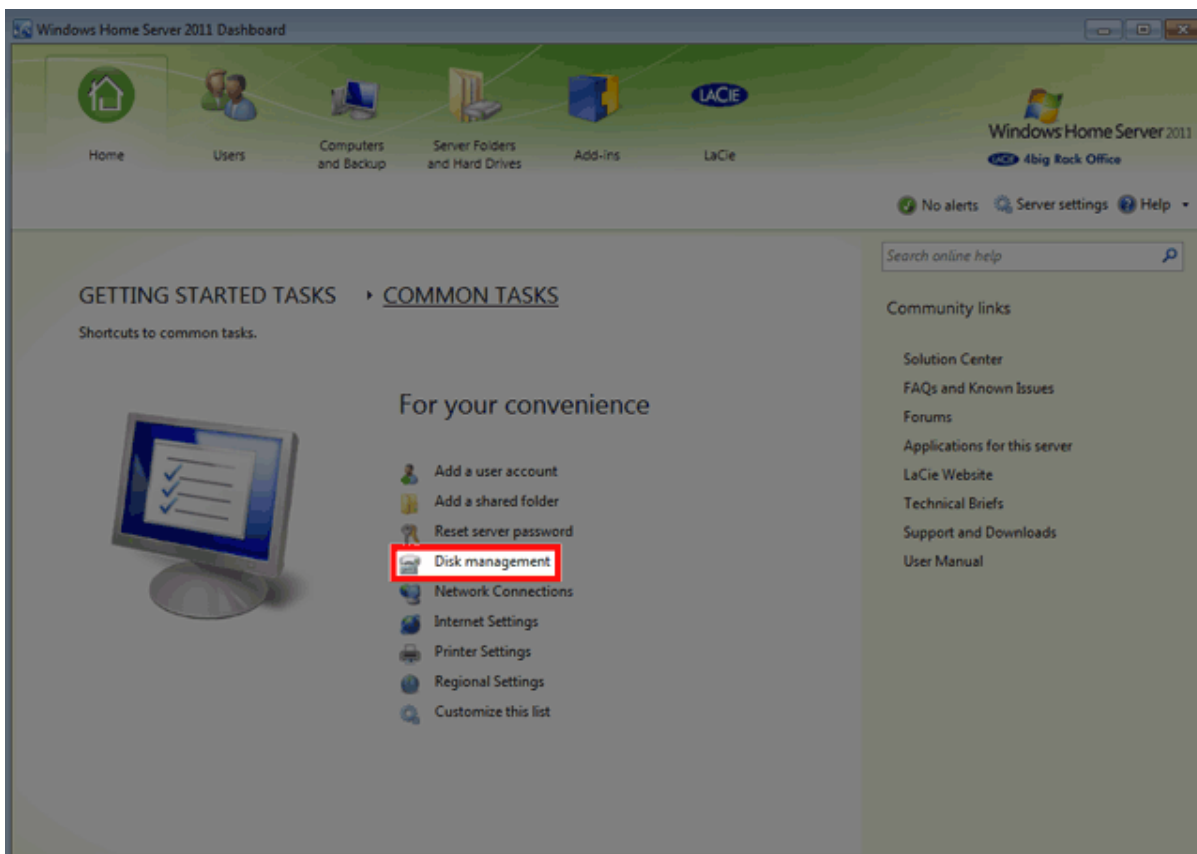 Windows Home Server 2011 Dashboard
Home
Users
Computers
and Backup
Server Folders
and Hard Drives
Add-ins
LACIE
LaCie
Windows Home Server 2011
LACIE 4big Rack Office
No alerts
Server settings
Help
Search online help
GETTING STARTED TASKS
COMMON TASKS
Shortcuts to common tasks.
For your convenience
Add a user account
Add a shared folder
Reset server password
Disk management
Network Connections
Internet Settings
Printer Settings
Regional Settings
Customize this list
Community links
Solution Center
FAQs and Known Issues
Forums
Applications for this server
LaCie Website
Technical Briefs
Support and Downloads
User Manual